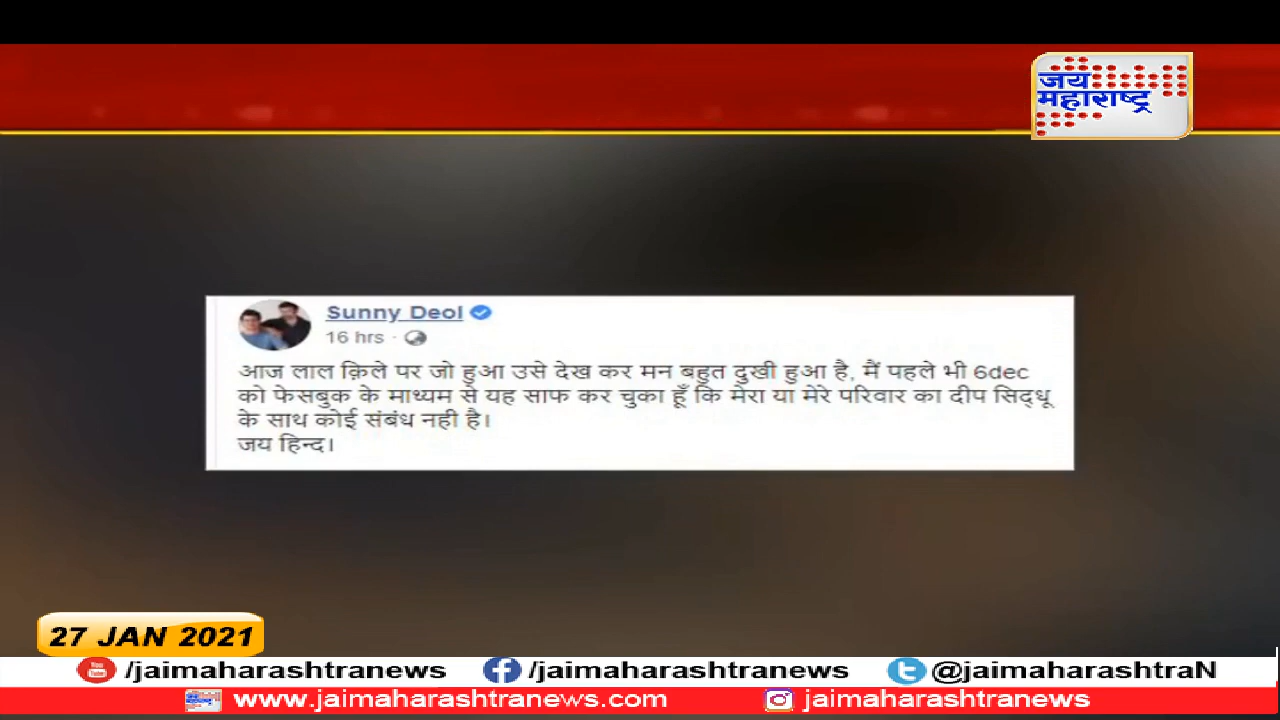 जय
महाराष्ट्र
Sunny Deol
16 hrs ·
आज लाल क़िले पर जो हुआ उसे देख कर मन बहुत दुखी हुआ है, मैं पहले भी 6dec
को फेसबुक के माध्यम से यह साफ कर चुका हूँ कि मेरा या मेरे परिवार का दीप सिद्धू
के साथ कोई संबंध नही है।
जय हिन्द।
27 JAN 2021
/jaimaharashtranews /jaimaharashtranews @jaimaharashtraN
www.jaimaharashtranews.com jaimaharashtranews